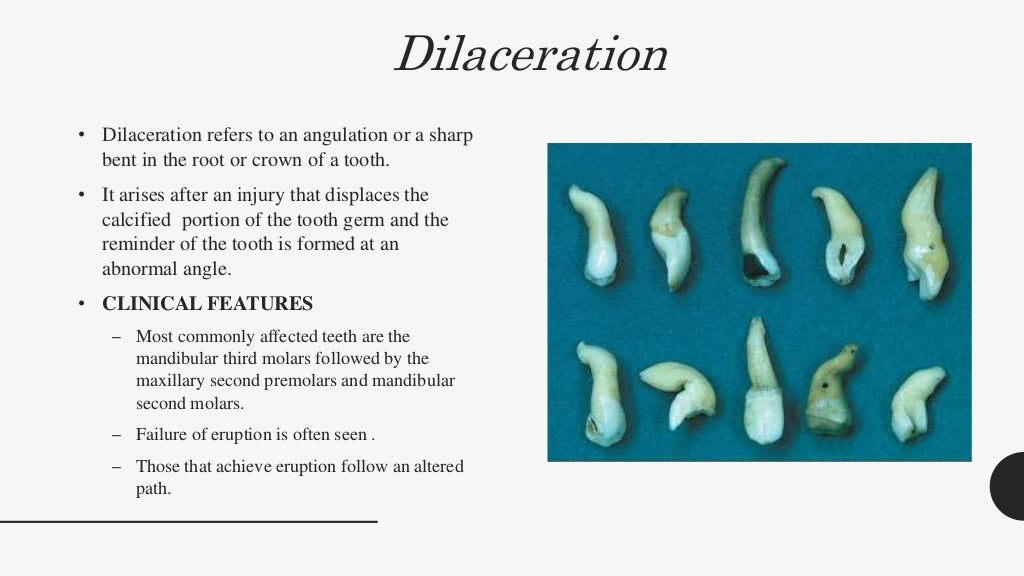 Dilaceration
• Dilaceration refers to an angulation or a sharp
bent in the root or crown of a tooth.
• It arises after an injury that displaces the
calcified  portion of the tooth germ and the
reminder of the tooth is formed at an
abnormal angle.
• CLINICAL FEATURES
– Most commonly affected teeth are the
mandibular third molars followed by the
maxillary second premolars and mandibular
second molars.
– Failure of eruption is often seen .
– Those that achieve eruption follow an altered
path.